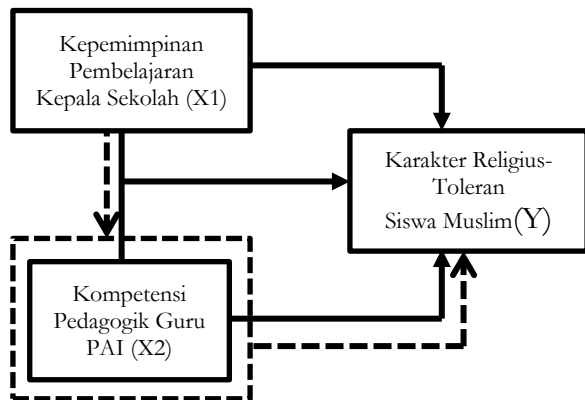 Kepemimpinan
Pembelajaran
Kepala Sekolah (X1)
Karakter Religius-
Toleran
Siswa Muslim(Y)
Kompetensi
Pedagogik Guru
PAI (X2)